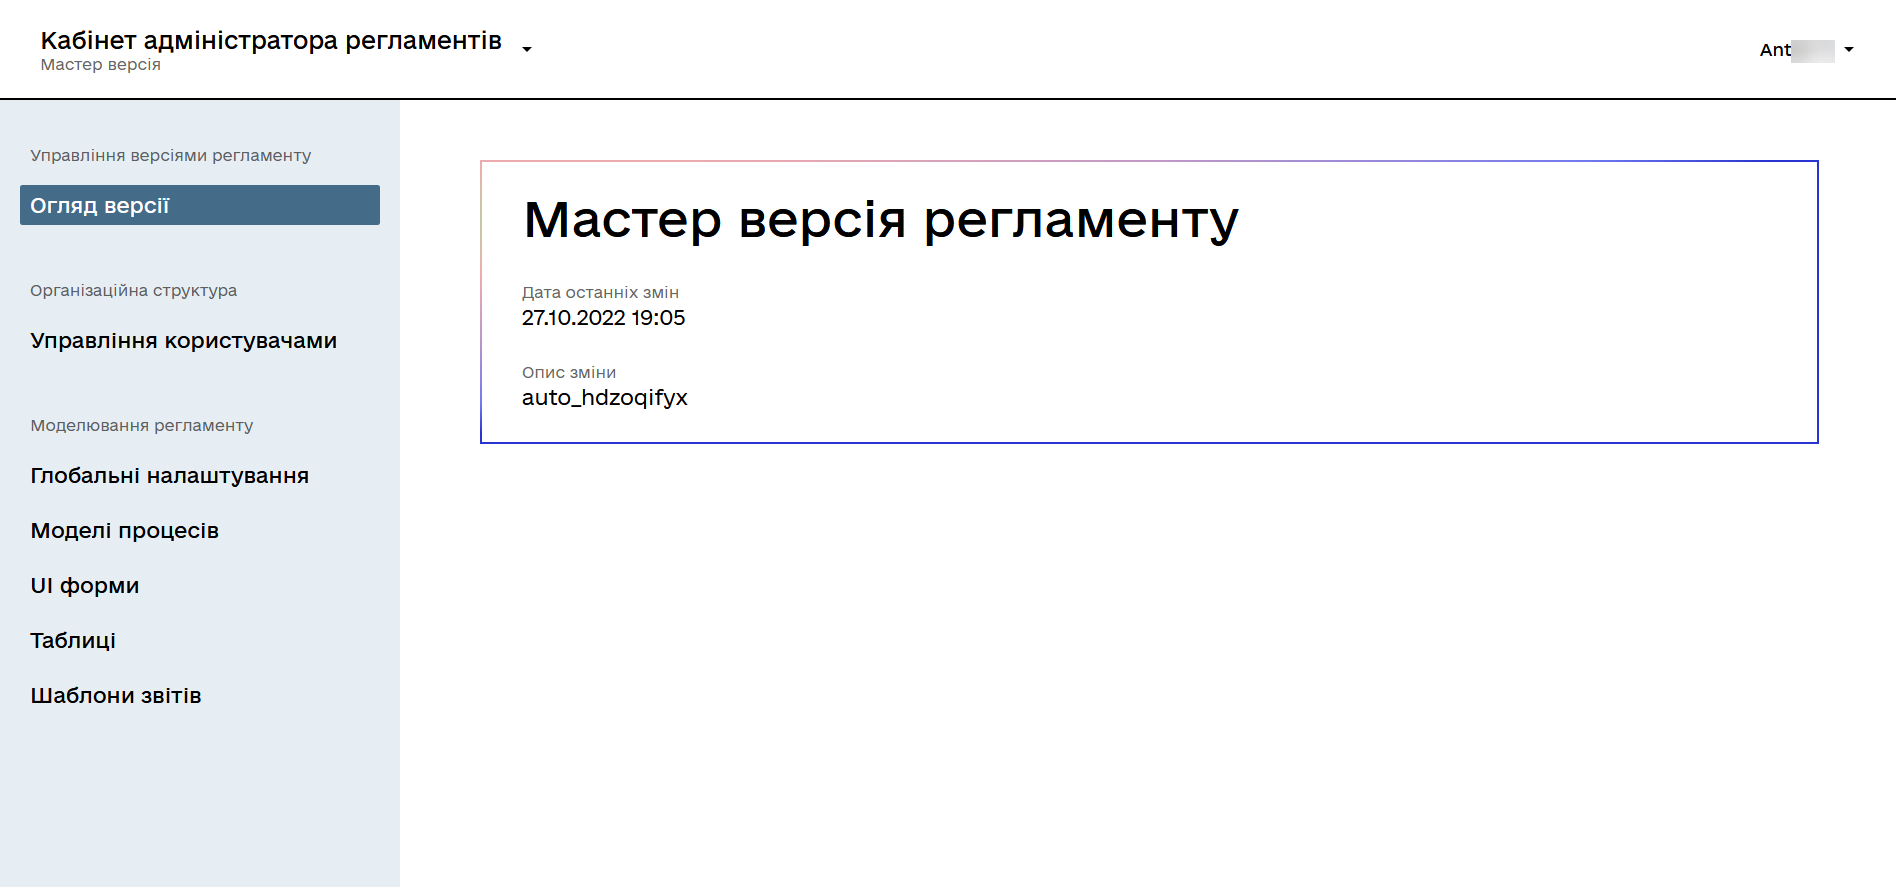 Кабінет адміністратора регламентів
Мастер версія
Ant
Управління версіями регламенту
Огляд версії
Організаційна структура
Управління користувачами
Моделювання регламенту
Глобальні налаштування
Моделі процесів
UI форми
Таблиці
Шаблони звітів
Мастер версія регламенту
Дата останніх змін
27.10.2022 19:05
Опис зміни
auto_hdzoqifyx